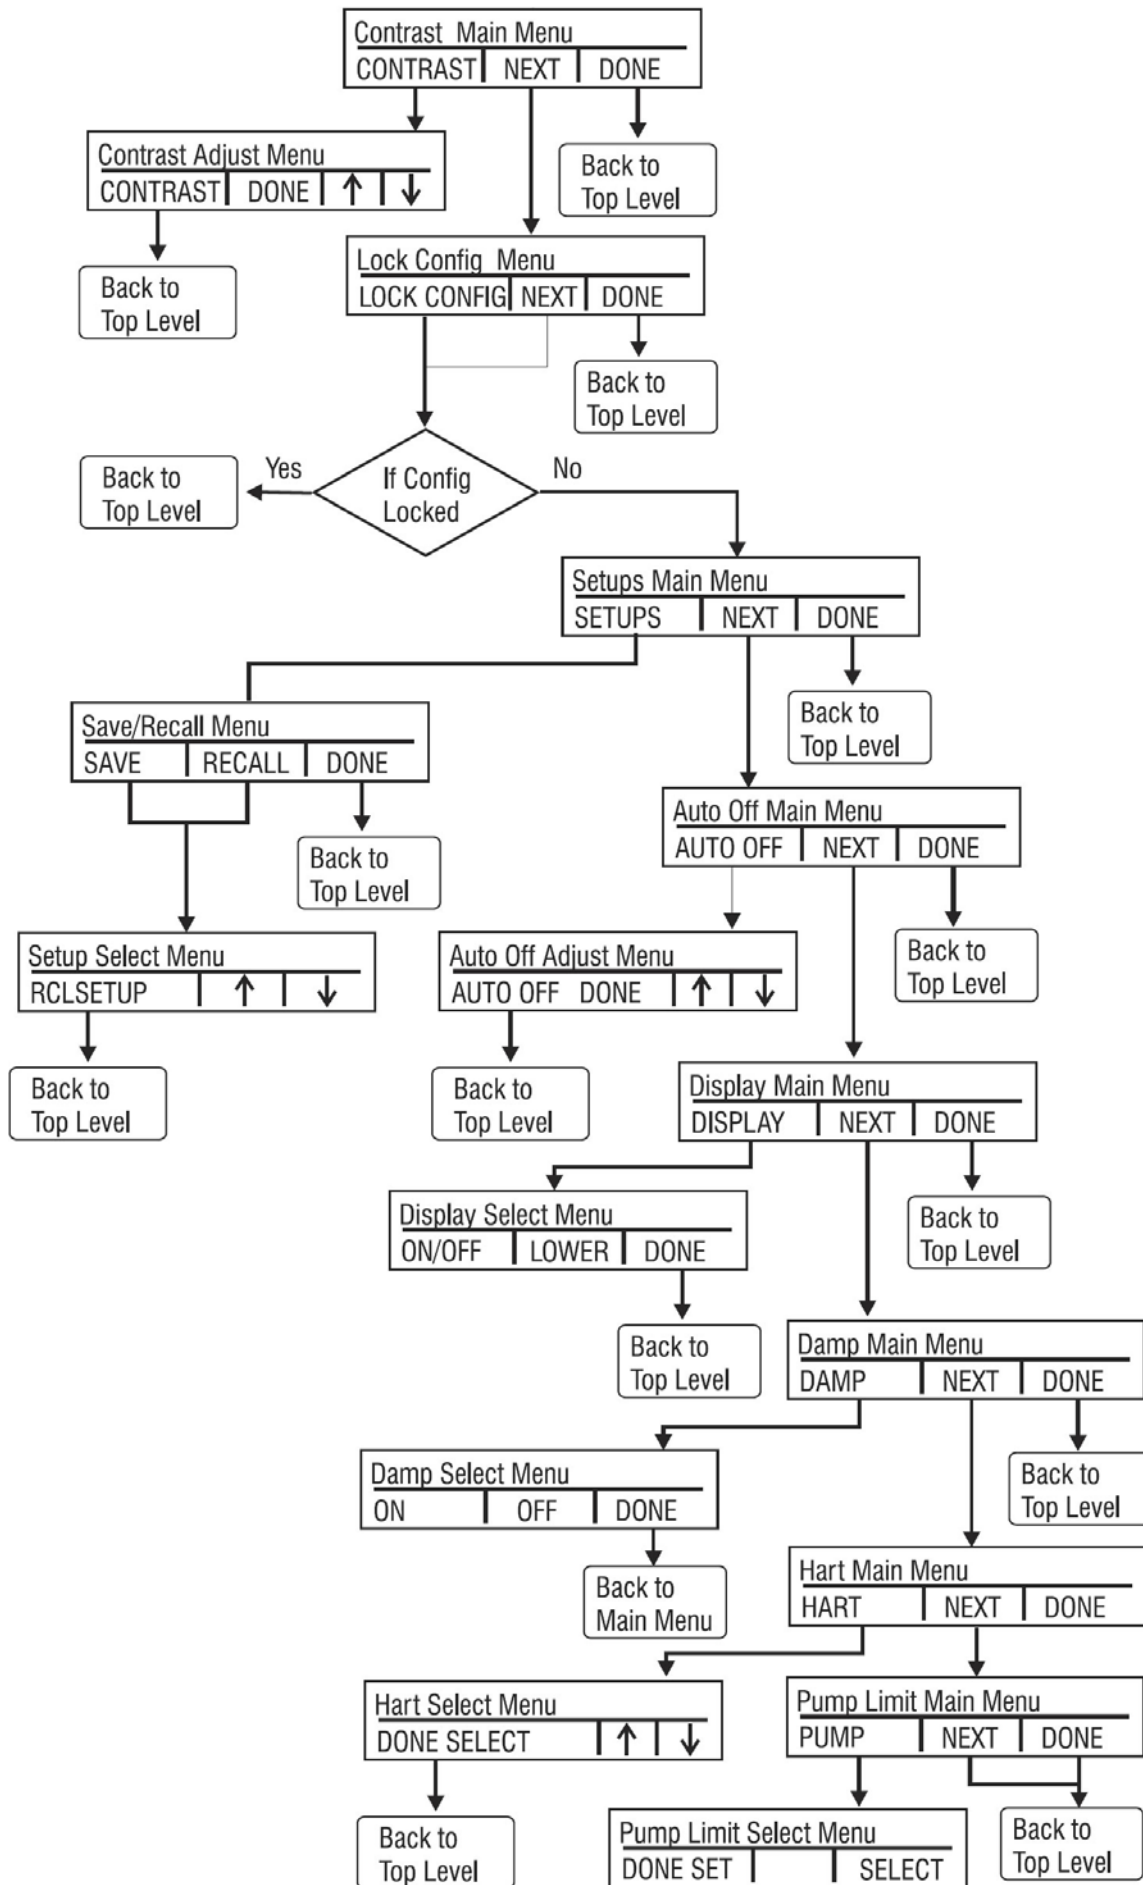 Contrast Main Menu
CONTRAST NEXT DONE
Contrast Adjust Menu
CONTRAST DONE ↑ ↓
Back to
Top Level
Back to
Top Level
Lock Config Menu
LOCK CONFIG NEXT DONE
Back to
Top Level
If Config
Locked
Yes
No
Back to
Top Level
Setups Main Menu
SETUPS NEXT DONE
Back to
Top Level
Save/Recall Menu
SAVE RECALL DONE
Back to
Top Level
Auto Off Main Menu
AUTO OFF NEXT DONE
Back to
Top Level
Setup Select Menu
RCLSETUP ↑ ↓
Back to
Top Level
Auto Off Adjust Menu
AUTO OFF DONE ↑ ↓
Back to
Top Level
Display Main Menu
DISPLAY NEXT DONE
Back to
Top Level
Display Select Menu
ON/OFF LOWER DONE
Back to
Top Level
Damp Main Menu
DAMP NEXT DONE
Back to
Top Level
Damp Select Menu
ON OFF DONE
Back to
Main Menu
Hart Main Menu
HART NEXT DONE
Hart Select Menu
DONE SELECT ↑ ↓
Back to
Top Level
Pump Limit Main Menu
PUMP NEXT DONE
Back to
Top Level
Pump Limit Select Menu
DONE SET SELECT